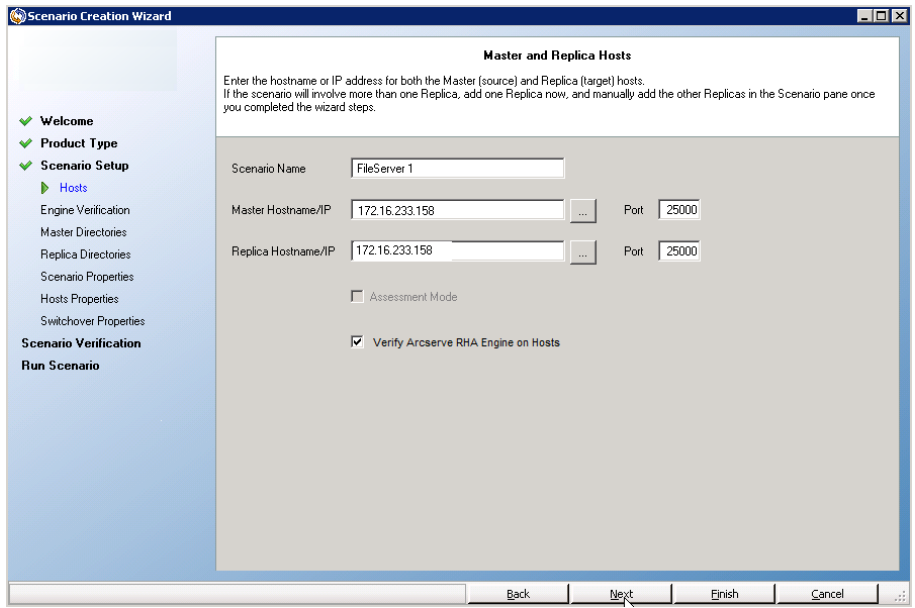 Scenario Creation Wizard
Master and Replica Hosts
Enter the hostname or IP address for both the Master (source) and Replica (target) hosts.
If the scenario will involve more than one Replica, add one Replica now, and manually add the other Replicas in the Scenario pane once
you completed the wizard steps.
Welcome
Product Type
Scenario Setup
Hosts
Engine Verification
Master Directories
Replica Directories
Scenario Properties
Hosts Properties
Switchover Properties
Scenario Verification
Run Scenario
Scenario Name FileServer 1
Master Hostname/IP 172.16.233.158 ... Port 25000
Replica Hostname/IP 172.16.233.158 ... Port 25000
Assessment Mode
Verify Arcserve RHA Engine on Hosts
Back Next Finish Cancel